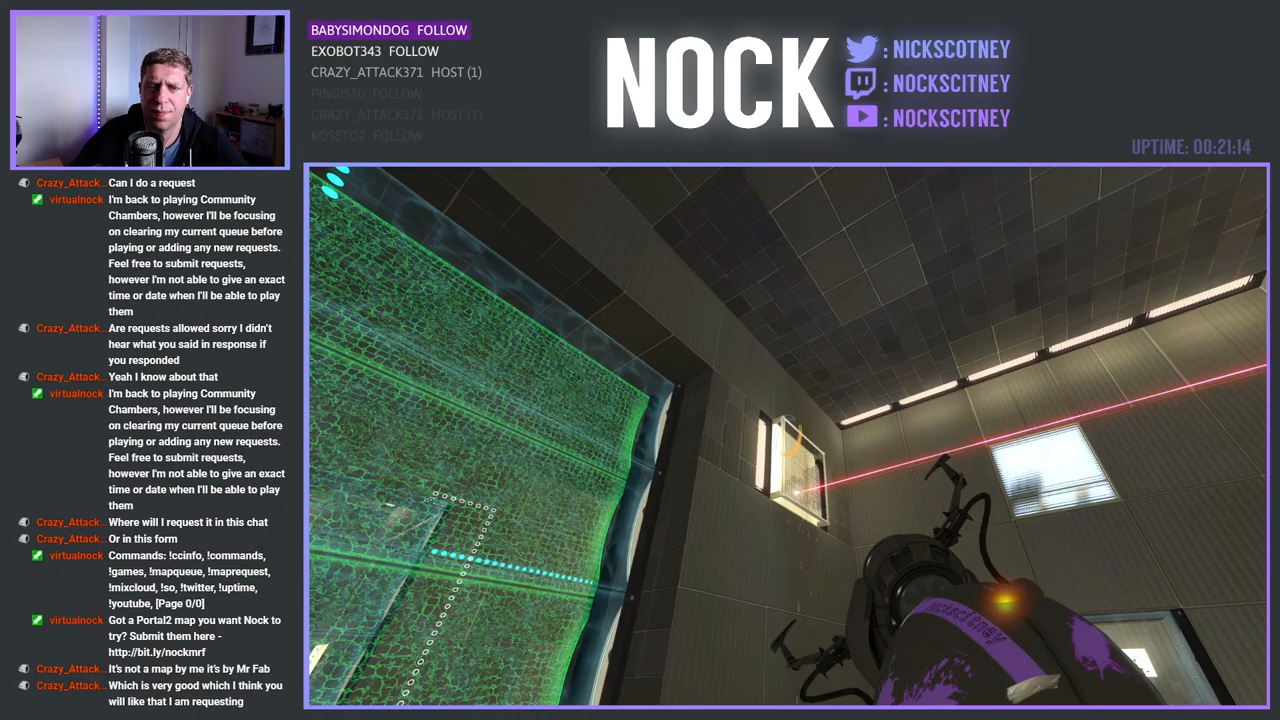 BABYSIMONDOG FOLLOW
EXOBOT343 FOLLOW
CRAZY_ATTACK371 HOST (1)
PINGIST0 FOLLOW
CRAZY_ATTACK371 HOST (1)
KOSETO2 FOLLOW
NOCK
: NICKSCOTNEY
: NOCKSCITNEY
: NOCKSCITNEY
UPTIME: 00:21:14
Crazy_Attack... Can I do a request
virtualnock I'm back to playing Community
Chambers, however I'll be focusing
on clearing my current queue before
playing or adding any new requests.
Feel free to submit requests,
however I'm not able to give an exact
time or date when I'll be able to play
them
Crazy_Attack... Are requests allowed sorry I didn't
hear what you said in response if
you responded
Crazy_Attack... Yeah I know about that
virtualnock I'm back to playing Community
Chambers, however I'll be focusing
on clearing my current queue before
playing or adding any new requests.
Feel free to submit requests,
however I'm not able to give an exact
time or date when I'll be able to play
them
Crazy_Attack... Where will I request it in this chat
Crazy_Attack... Or in this form
virtualnock Commands: !ccinfo, !commands,
!games, !mapqueue, !maprequest,
!mixcloud, !so, !twitter, !uptime,
!youtube, [Page 0/0]
virtualnock Got a Portal2 map you want Nock to
try? Submit them here -
http://bit.ly/nockmrf
Crazy_Attack... It's not a map by me it's by Mr Fab
Crazy_Attack... Which is very good which I think you
will like that I am requesting
nockscitney